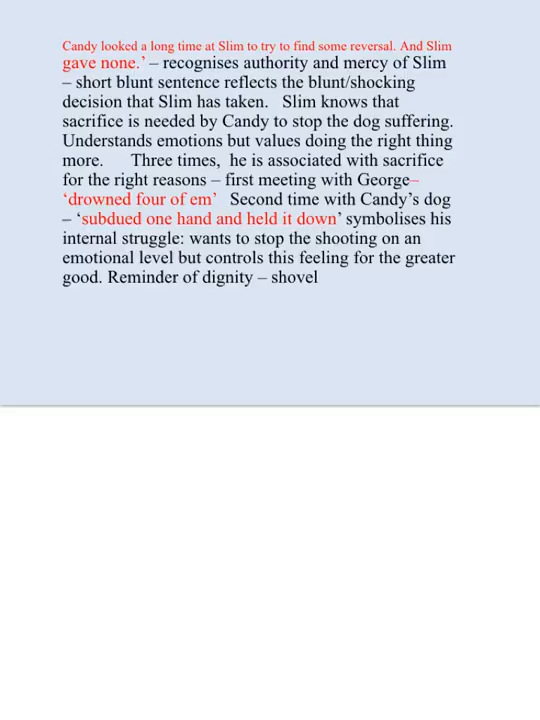 Candy looked a long time at Slim to try to find some reversal. And Slim
gave none.’ – recognises authority and mercy of Slim
– short blunt sentence reflects the blunt/shocking
decision that Slim has taken.   Slim knows that
sacrifice is needed by Candy to stop the dog suffering.
Understands emotions but values doing the right thing
more.      Three times,  he is associated with sacrifice
for the right reasons – first meeting with George–
‘drowned four of em’   Second time with Candy’s dog
– ‘subdued one hand and held it down’ symbolises his
internal struggle: wants to stop the shooting on an
emotional level but controls this feeling for the greater
good. Reminder of dignity – shovel